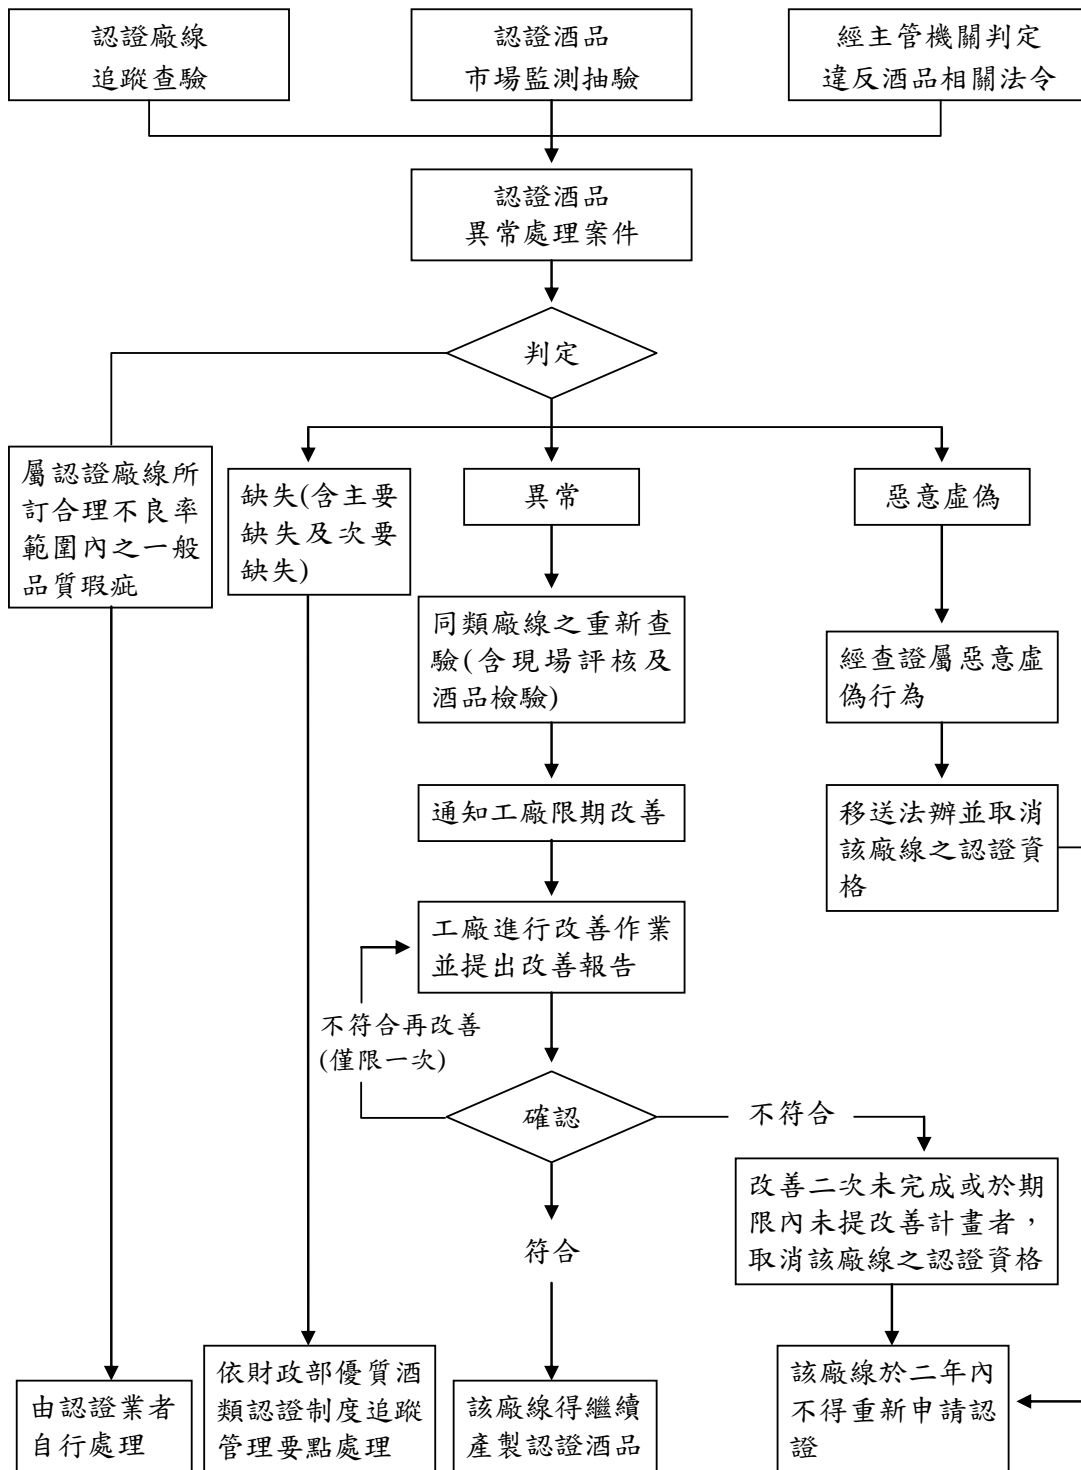 認證廠線
追蹤查驗
認證酒品
市場監測抽驗
經主管機關判定
違反酒品相關法令
認證酒品
異常處理案件
判定
屬認證廠線所
訂合理不良率
範圍內之一般
品質瑕疵
缺失(含主要
缺失及次要
缺失)
異常
惡意虛偽
同類廠線之重新查
驗(含現場評核及
酒品檢驗)
經查證屬惡意虛
偽行為
通知工廠限期改善
移送法辦並取消
該廠線之認證資
格
工廠進行改善作業
並提出改善報告
不符合再改善
(僅限一次)
確認
不符合
改善二次未完成或於期
限內未提改善計畫者，
取消該廠線之認證資格
符合
由認證業者
自行處理
依財政部優質酒
類認證制度追蹤
管理要點處理
該廠線得繼續
產製認證酒品
該廠線於二年內
不得重新申請認
證